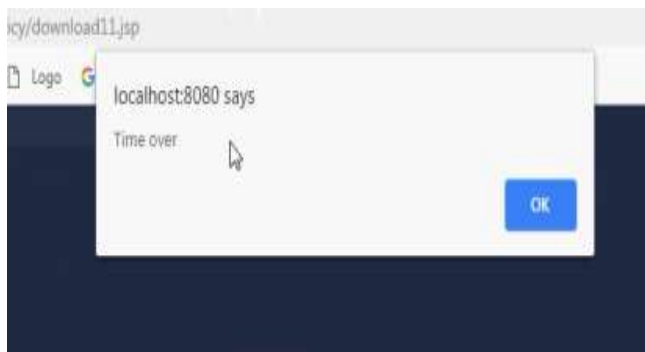 icy/download11.jsp
Logo
localhost:8080 says
Time over
OK